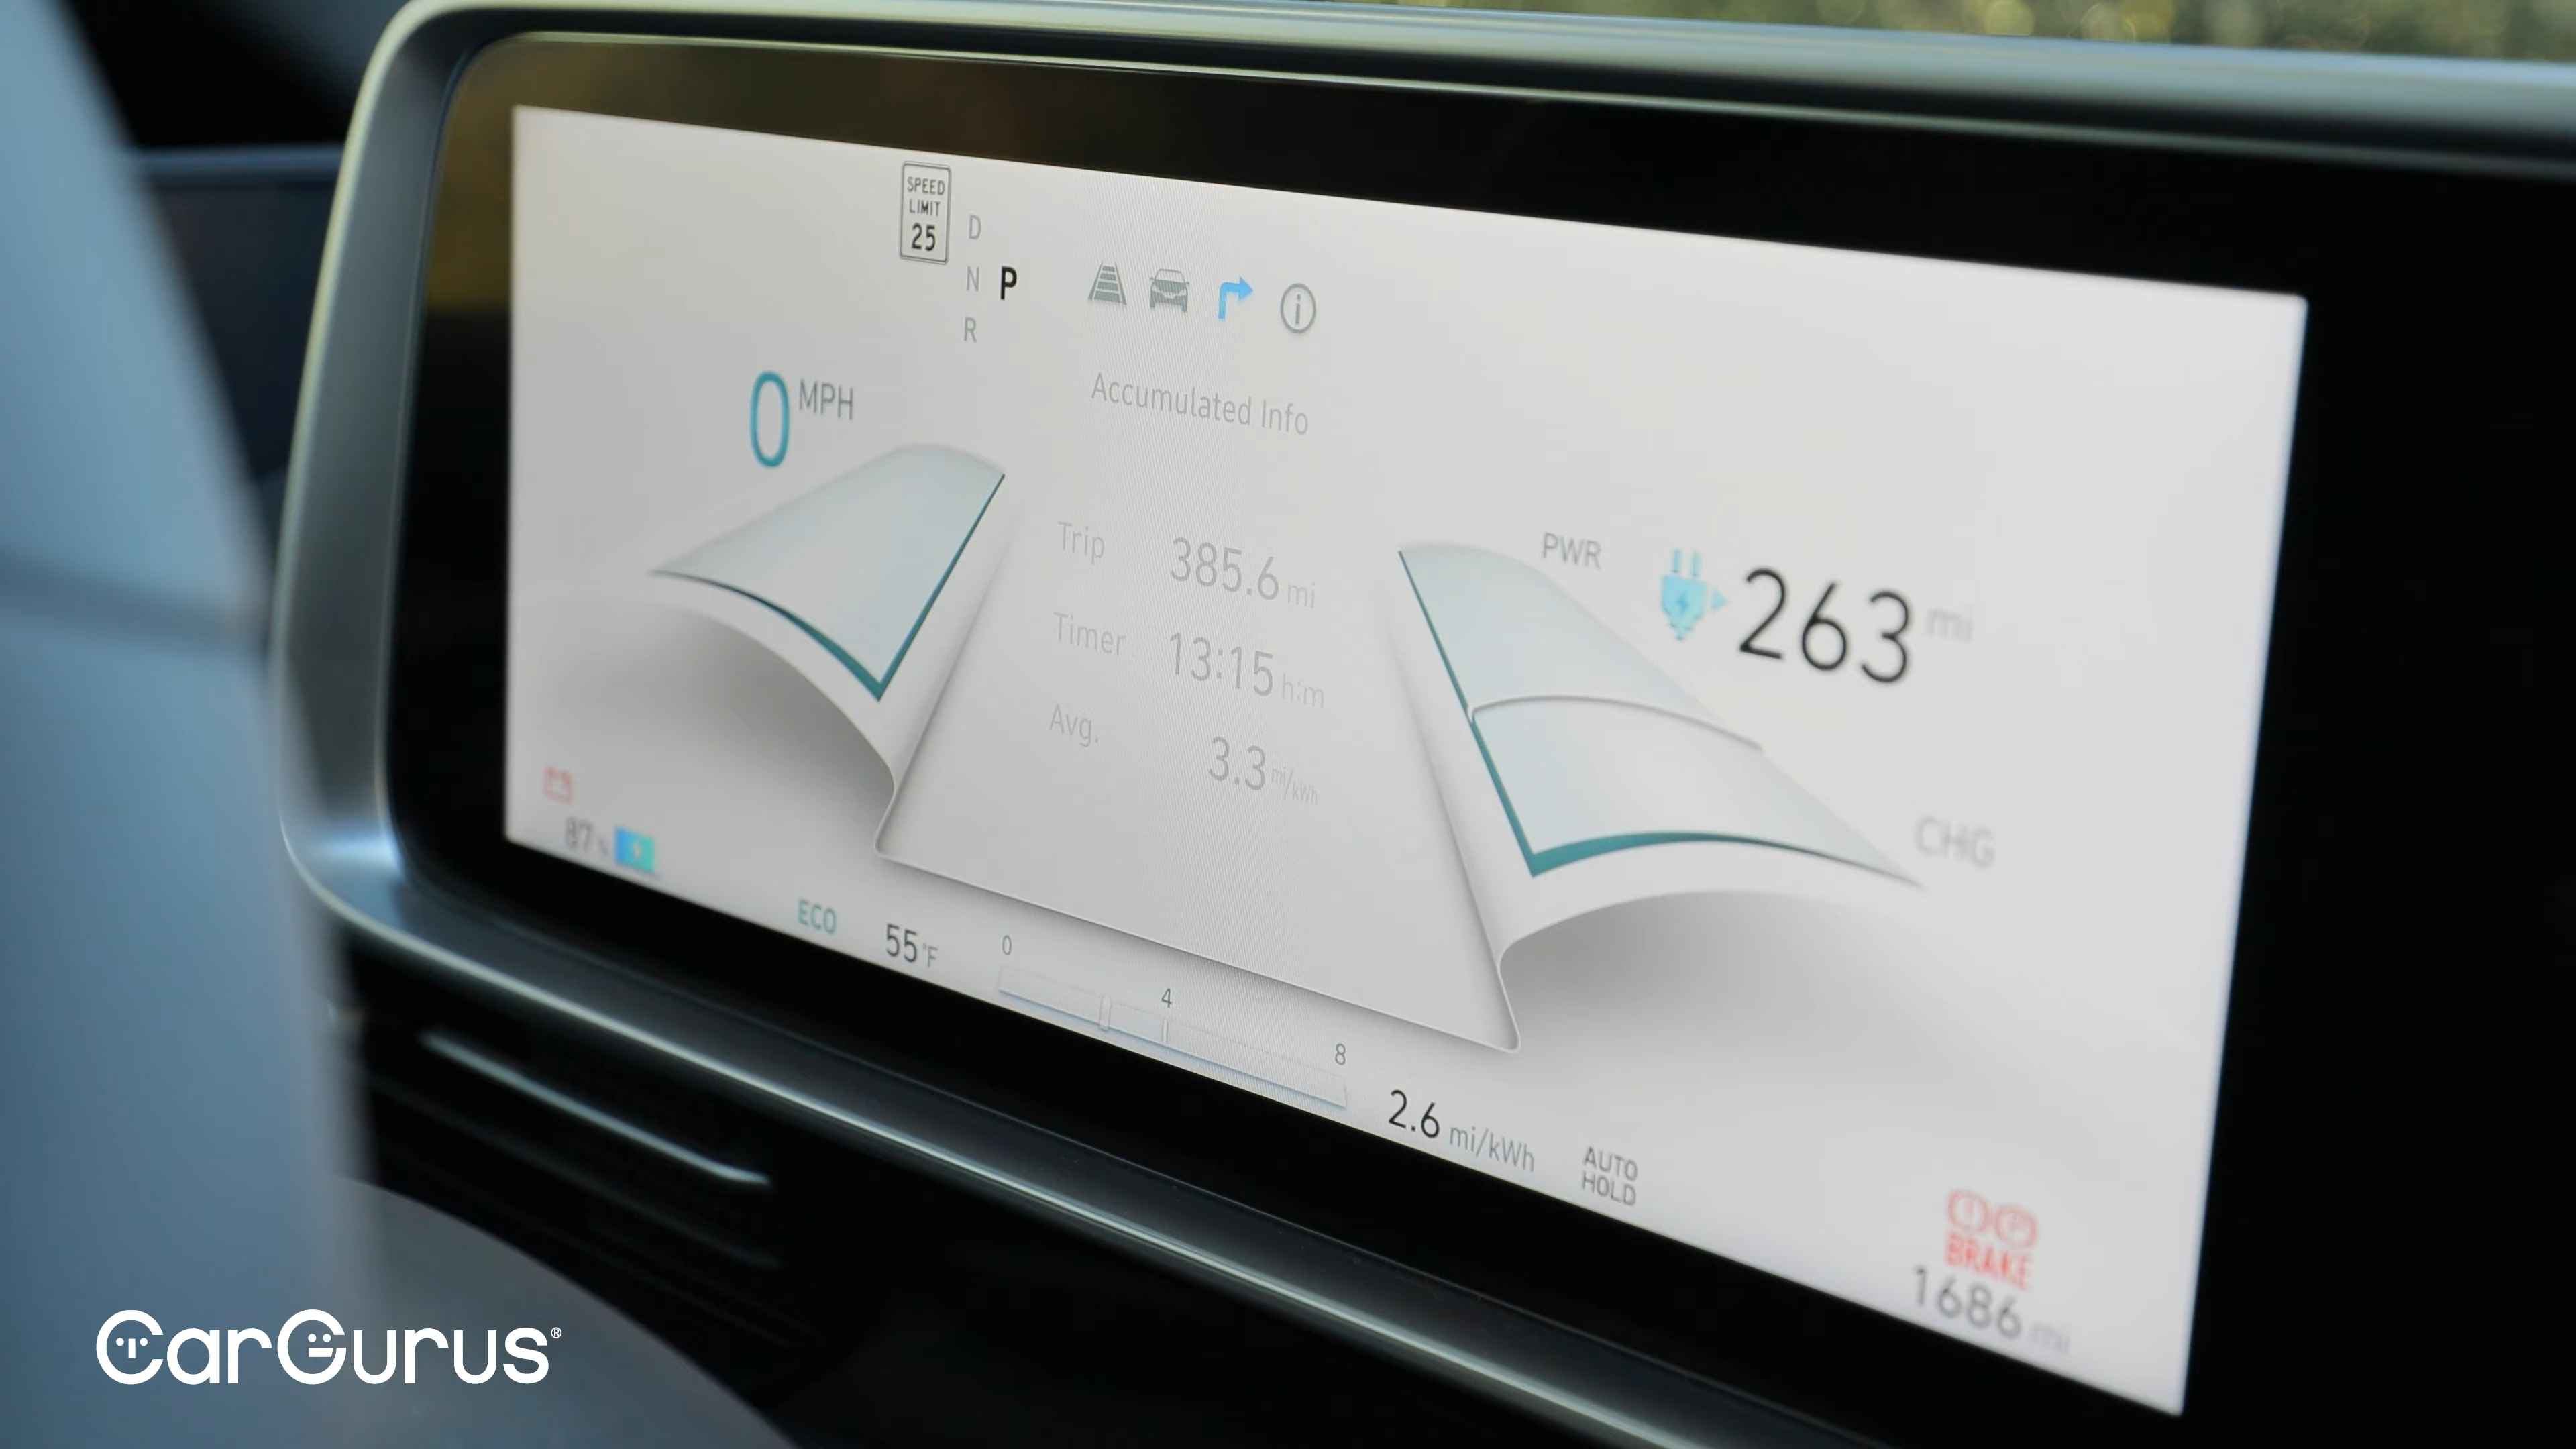 SPEED
LIMIT
25
D
N P
R
0 MPH
Accumulated Info
Trip 385.6 mi
Timer 13:15 h:m
Avg. 3.3 mi/kWh
PWR
263 mi
CHG
87 %
ECO
55 °F
0
4
8
2.6 mi/kWh
AUTO
HOLD
BRAKE
1686 mi
CarGurus®